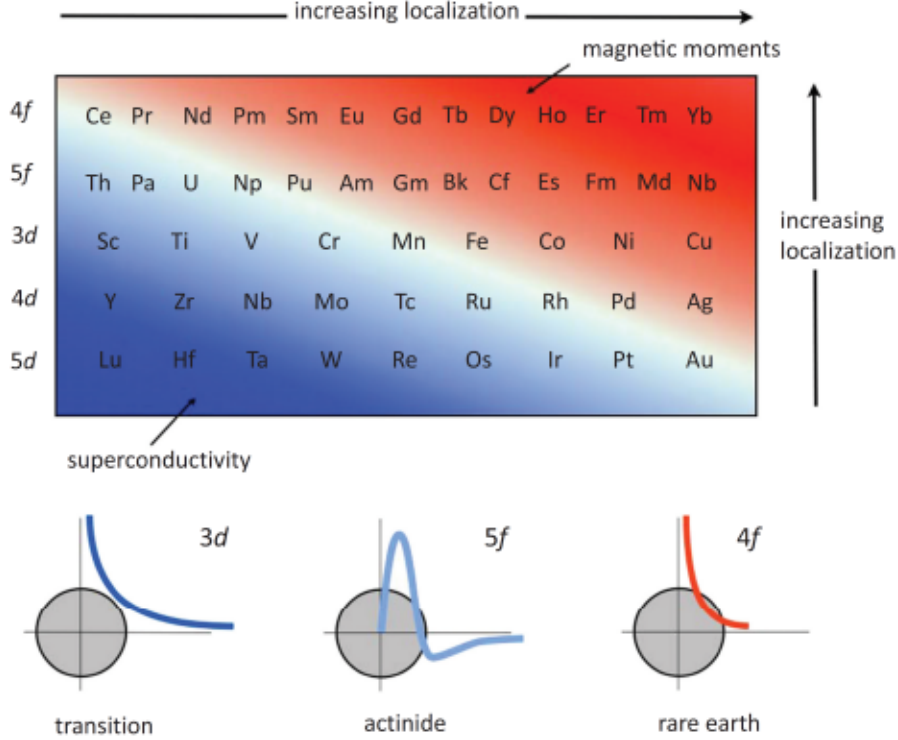 increasing localization
magnetic moments
4f Ce Pr Nd Pm Sm Eu Gd Tb Dy Ho Er Tm Yb
5f Th Pa U Np Pu Am Gm Bk Cf Es Fm Md Nb
3d Sc Ti V Cr Mn Fe Co Ni Cu
4d Y Zr Nb Mo Tc Ru Rh Pd Ag
5d Lu Hf Ta W Re Os Ir Pt Au
increasing
localization
superconductivity
3d 5f 4f
transition actinide rare earth